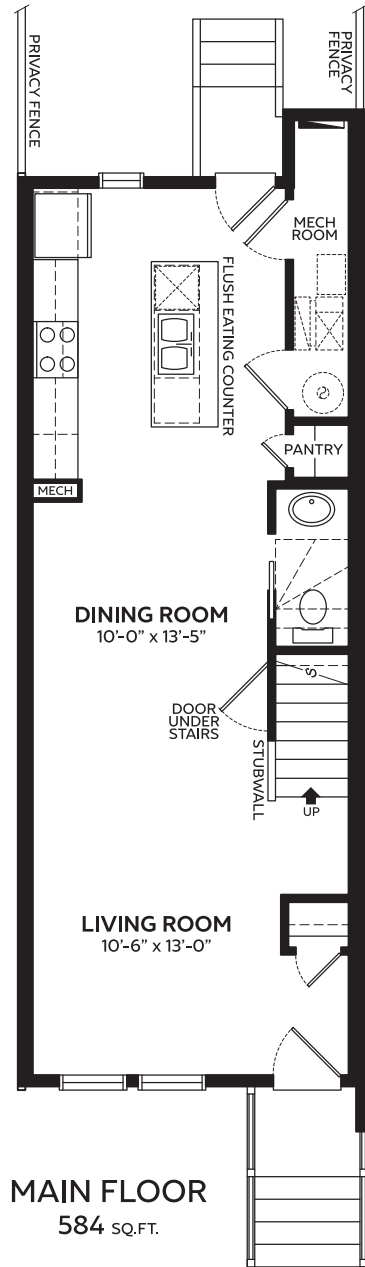 PRIVACY FENCE
PRIVACY
FENCE
MECH
ROOM
FLUSH EATING COUNTER
PANTRY
MECH
DINING ROOM
10'-0" x 13'-5"
DOOR
UNDER
STAIRS
STUBWALL
S
UP
LIVING ROOM
10'-6" x 13'-0"
MAIN FLOOR
584 SQ.FT.